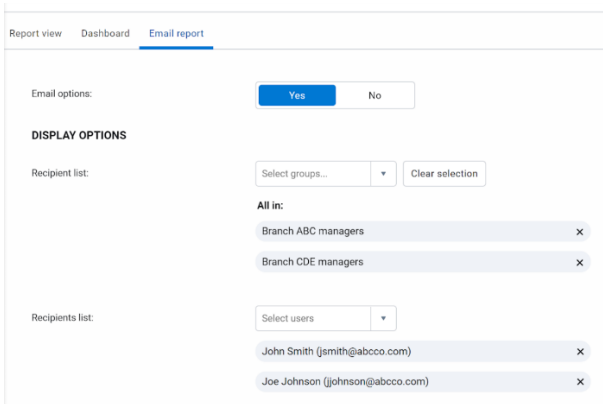 Report view Dashboard Email report
Email options: Yes No
DISPLAY OPTIONS
Recipient list: Select groups... Clear selection
All in:
Branch ABC managers
Branch CDE managers
Recipients list: Select users
John Smith (jsmith@abcco.com)
Joe Johnson (jjohnson@abcco.com)